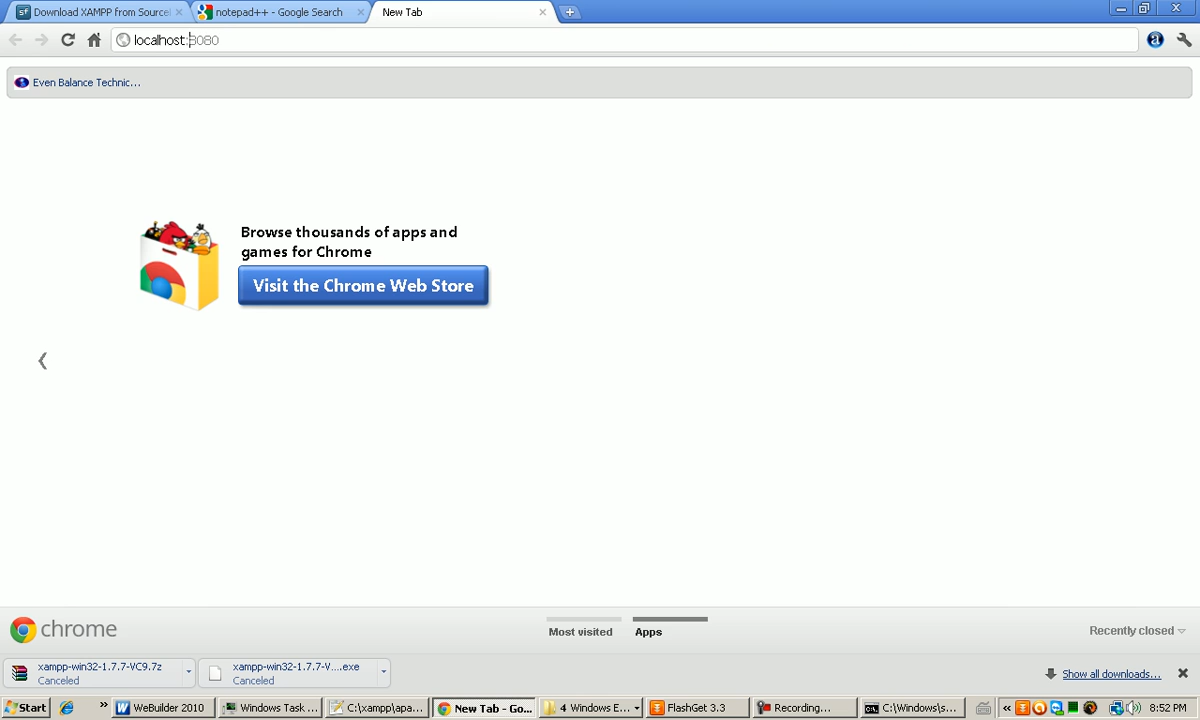 Download XAMPP from Sourcel
notepad++ - Google Search
New Tab
localhost:8080
Even Balance Technic...
Browse thousands of apps and
games for Chrome
Visit the Chrome Web Store
chrome
Most visited
Apps
Recently closed
xampp-win32-1.7.7-VC9.7z
Canceled
xampp-win32-1.7.7-V....exe
Canceled
Show all downloads...
Start
WeBuilder 2010
Windows Task ...
C:\xampp\apa...
New Tab - Go...
4 Windows E...
FlashGet 3.3
Recording...
C:\Windows\s...
8:52 PM